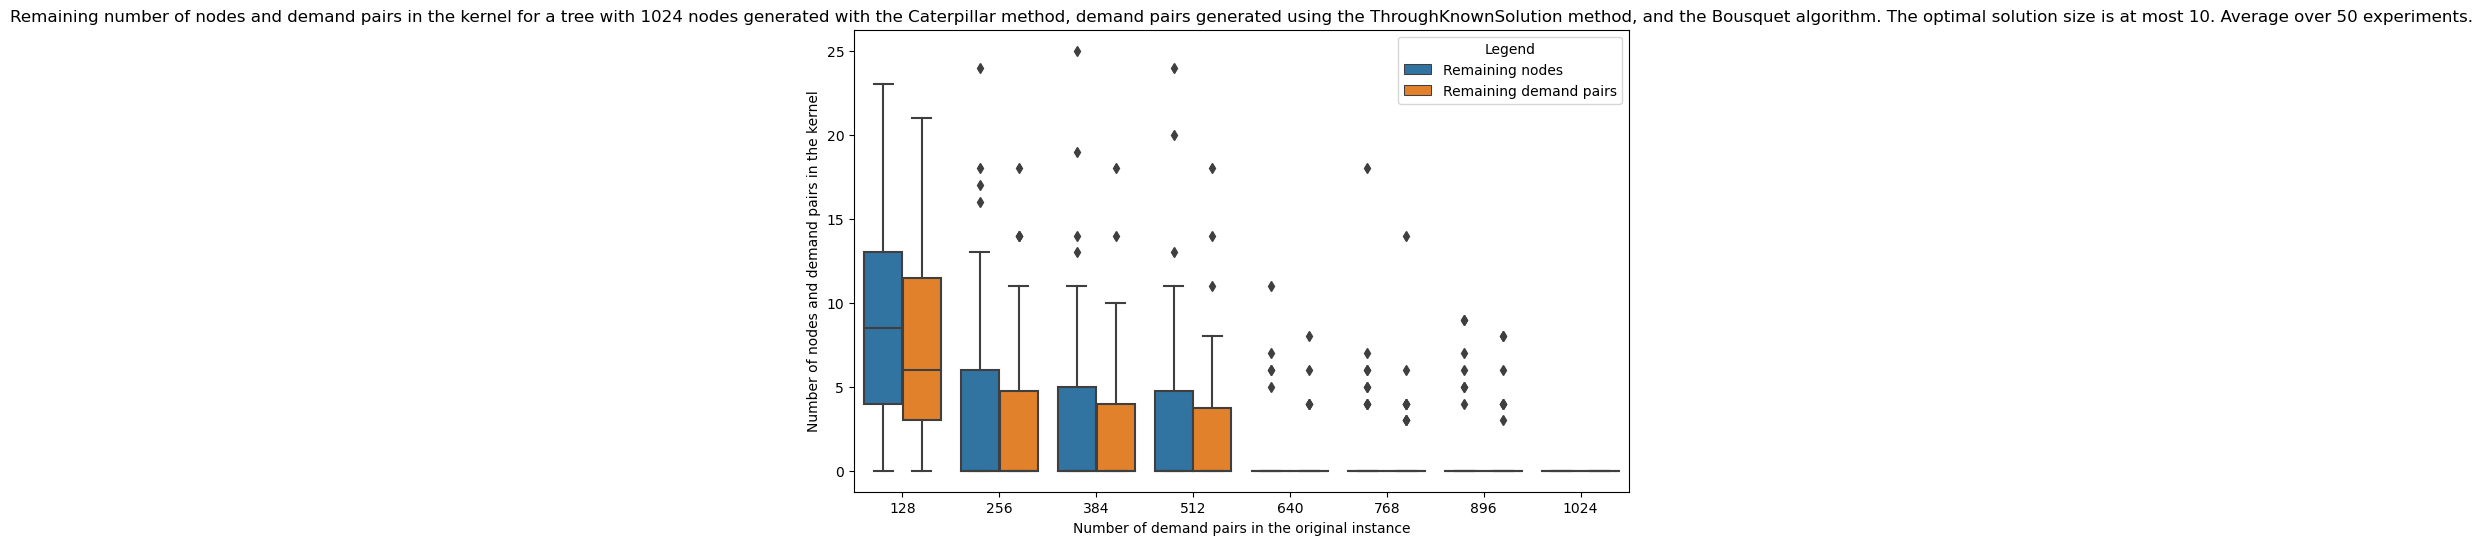 Remaining number of nodes and demand pairs in the kernel for a tree with 1024 nodes generated with the Caterpillar method, demand pairs generated using the ThroughKnownSolution method, and the Bousquet algorithm. The optimal solution size is at most 10. Average over 50 experiments.
Legend
Remaining nodes
Remaining demand pairs
Number of nodes and demand pairs in the kernel
25
20
15
10
5
0
128 256 384 512 640 768 896 1024
Number of demand pairs in the original instance